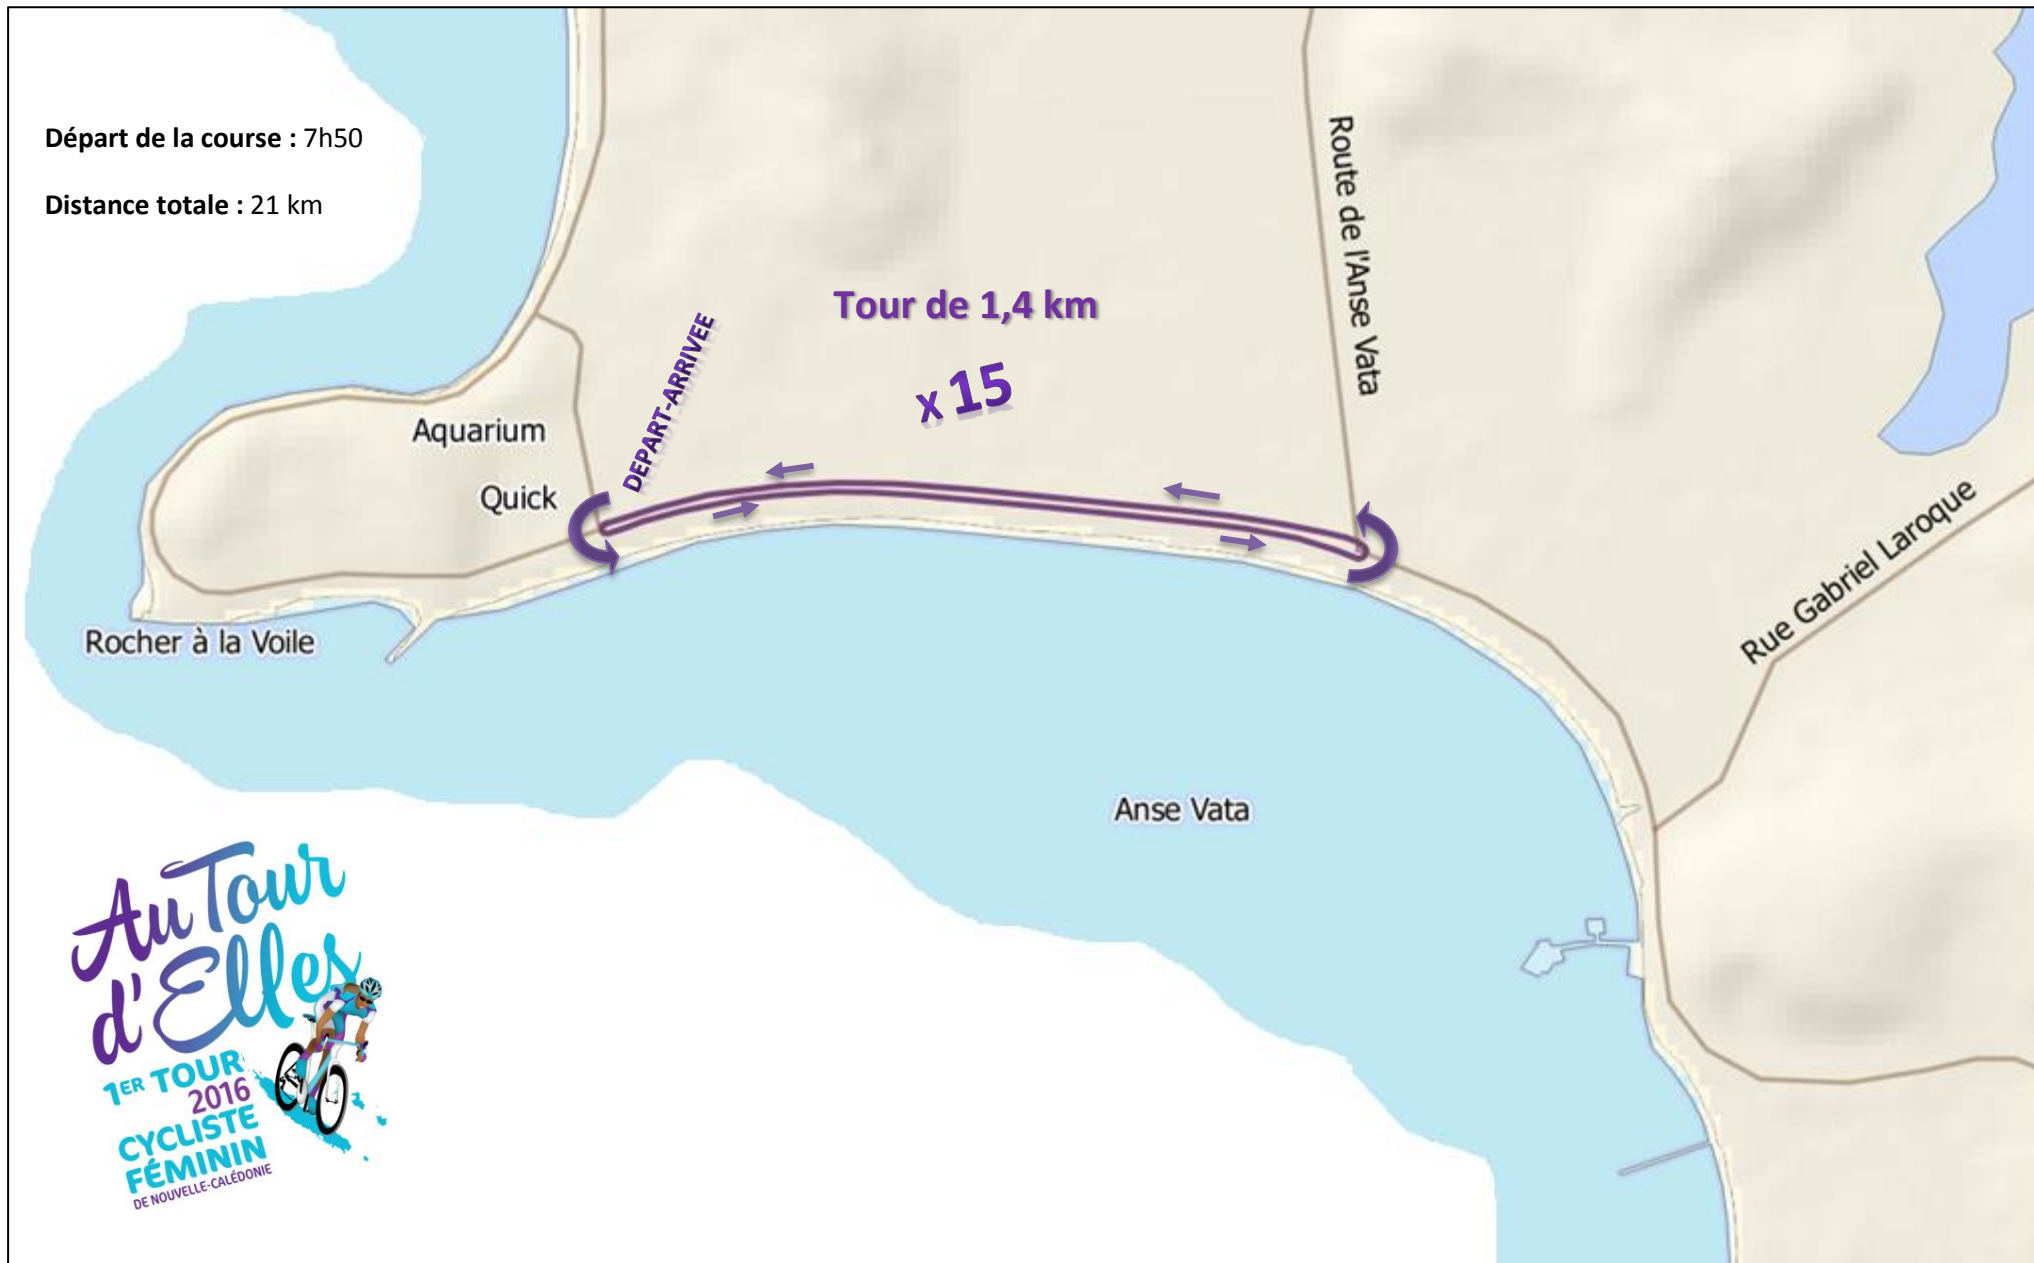 Départ de la course : 7h50
Distance totale : 21 km
Tour de 1,4 km
x 15
DEPART-ARRIVEE
Route de l'Anse Vata
Aquarium
Quick
Rue Gabriel Laroque
Rocher à la Voile
Anse Vata
Au Tour
d'Elles
1ER TOUR
2016
CYCLISTE
FÉMININ
DE NOUVELLE-CALÉDONIE